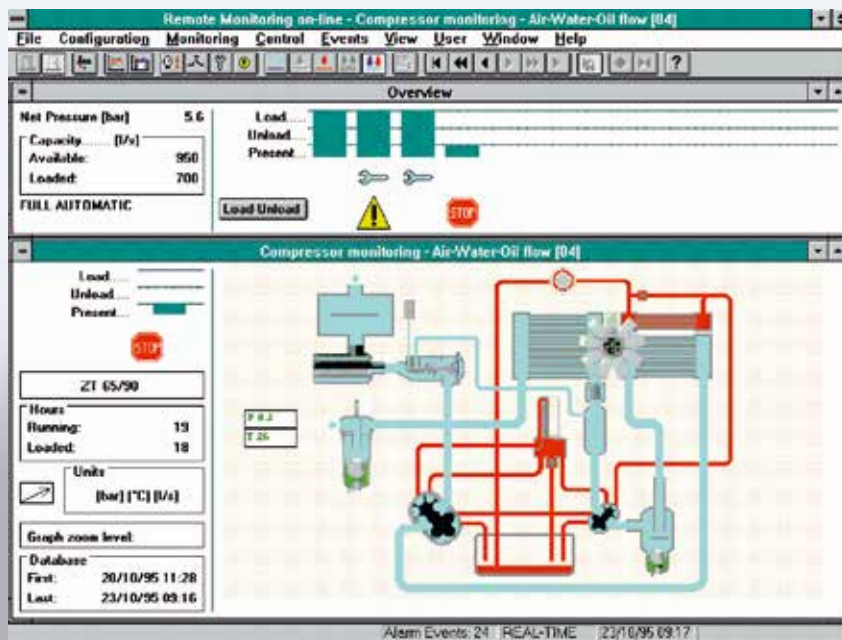 Remote Monitoring on-line - Compressor monitoring - Air-Water-Oil flow [04]
File Configuration Monitoring Control Events View User Window Help
Overview
Net Pressure [bar] 5.6
Capacity....... [l/s]
Available: 950
Loaded: 700
FULL AUTOMATIC
Load....
Unload....
Present...
Load-Unload
STOP
Compressor monitoring - Air-Water-Oil flow [04]
Load....
Unload....
Present...
STOP
ZT 65/90
Hours
Running: 19
Loaded: 18
Units
[bar] [°C] [l/s]
Graph zoom level:
Database
First: 20/10/95 11:28
Last: 23/10/95 09:16
T 26
Alarm Events: 24 REAL-TIME 23/10/95 09:17